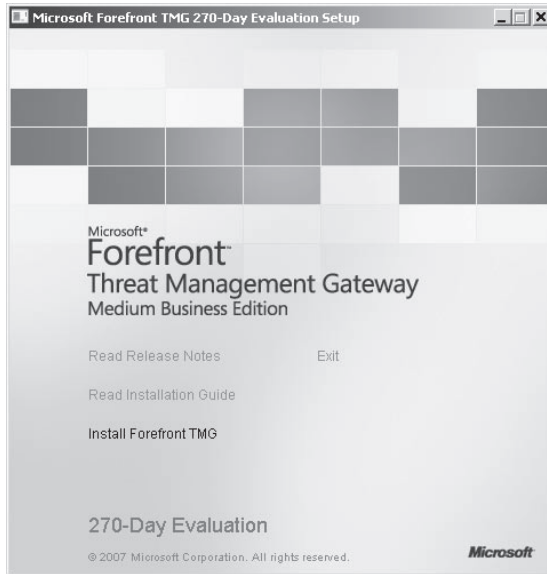 Microsoft Forefront TMG 270-Day Evaluation Setup
Microsoft®
Forefront™
Threat Management Gateway
Medium Business Edition
Read Release Notes
Exit
Read Installation Guide
Install Forefront TMG
270-Day Evaluation
© 2007 Microsoft Corporation. All rights reserved.
Microsoft